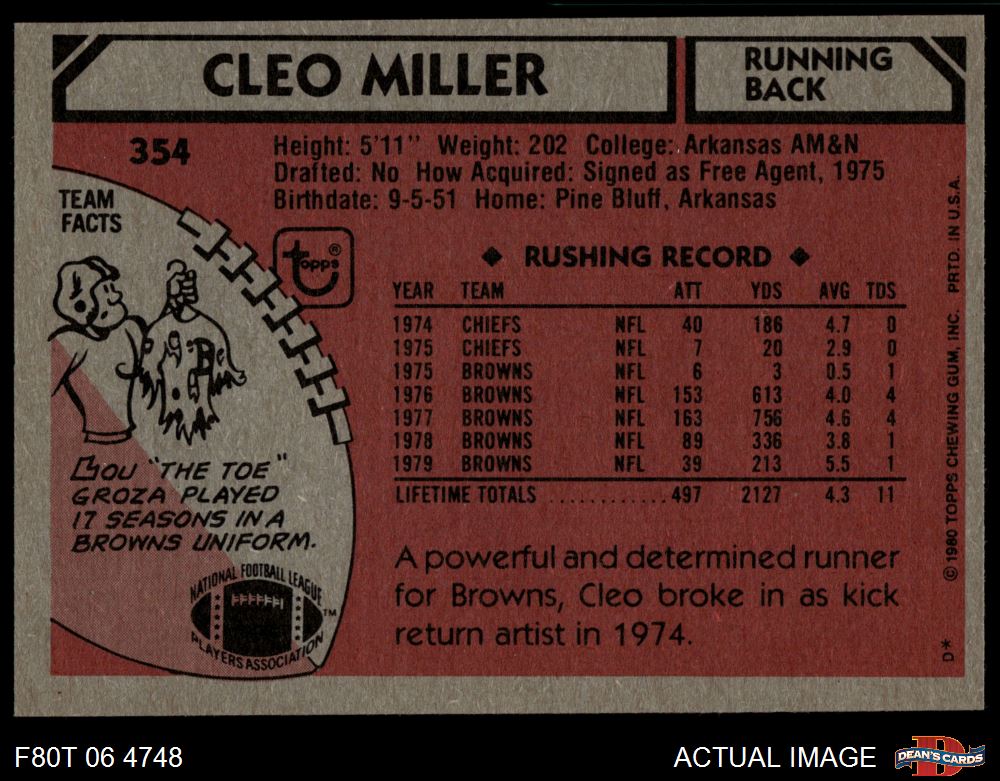 CLEO MILLER
RUNNING
BACK
354
Height: 5'11" Weight: 202 College: Arkansas AM&N
Drafted: No How Acquired: Signed as Free Agent, 1975
Birthdate: 9-5-51 Home: Pine Bluff, Arkansas
TEAM
FACTS
topps®
◆ RUSHING RECORD ◆
YEAR TEAM ATT YDS AVG TDS
1974 CHIEFS NFL 40 186 4.7 0
1975 CHIEFS NFL 7 20 2.9 0
1975 BROWNS NFL 6 3 0.5 1
1976 BROWNS NFL 153 613 4.0 4
1977 BROWNS NFL 163 756 4.6 4
1978 BROWNS NFL 89 336 3.8 1
1979 BROWNS NFL 39 213 5.5 1
LIFETIME TOTALS ............ 497 2127 4.3 11
LOU "THE TOE"
GROZA PLAYED
17 SEASONS IN A
BROWNS UNIFORM.
NATIONAL FOOTBALL LEAGUE
PLAYERS ASSOCIATION
TM
A powerful and determined runner
for Browns, Cleo broke in as kick
return artist in 1974.
© 1980 TOPPS CHEWING GUM, INC. PRTD. IN U.S.A.
D*
F80T 06 4748
ACTUAL IMAGE
D
DEAN'S CARDS